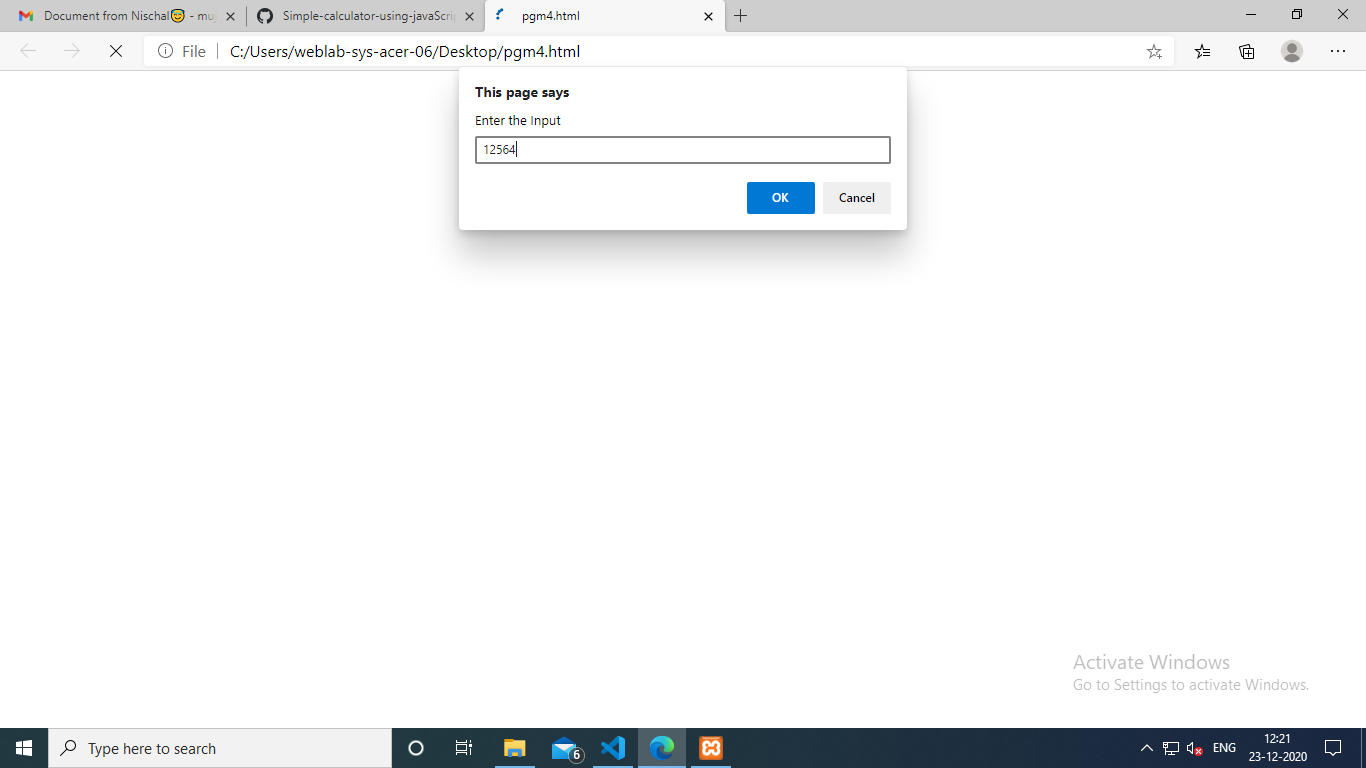 Document from Nischal😇 - mu
Simple-calculator-using-javaScrip
pgm4.html
File
C:/Users/weblab-sys-acer-06/Desktop/pgm4.html
This page says
Enter the Input
12564
OK Cancel
Activate Windows
Go to Settings to activate Windows.
Type here to search
6
ENG
12:21
23-12-2020